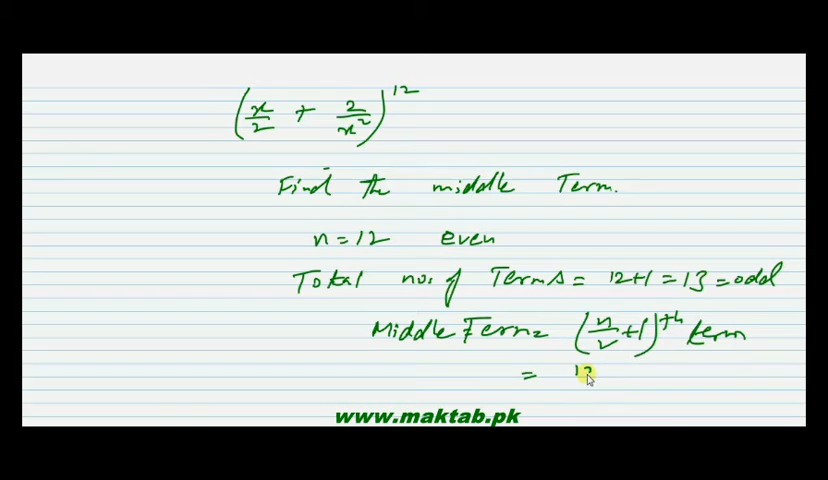 (x/2 + 2/x²)¹²
Find the middle Term.
n = 12 even
Total no. of Terms = 12+1 = 13 = odd
Middle Term = (n/2 + 1)ᵗʰ term
= 12
www.maktab.pk